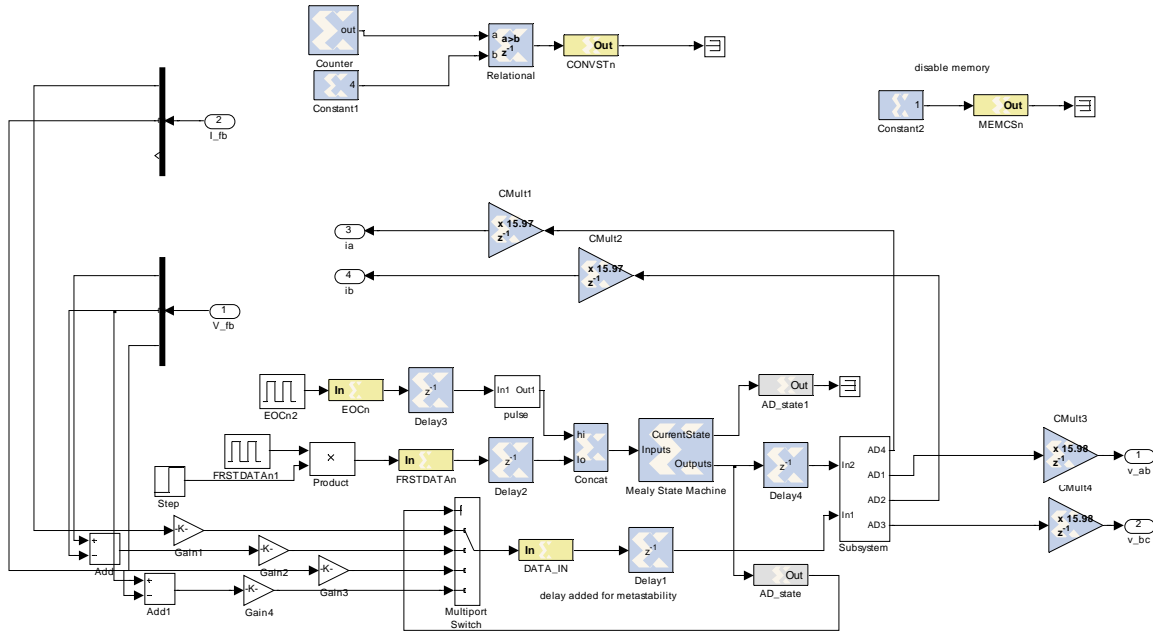 out
Counter
4
Constant1
a
b
a>b
z-1
Relational
Out
CONVSTn
disable memory
1
Constant2
Out
MEMCSn
2
I_fb
1
V_fb
CMult1
x 15.97
z-1
3
ia
CMult2
x 15.97
z-1
4
ib
EOCn2
In
EOCn
z-1
Delay3
In1 Out1
pulse
FRSTDATAn1
Step
×
Product
In
FRSTDATAn
z-1
Delay2
hi
lo
Concat
CurrentState
Inputs
Outputs
Mealy State Machine
Out
AD_state1
z-1
Delay4
In2
In1
AD4
AD1
AD2
AD3
Subsystem
CMult3
x 15.98
z-1
1
v_ab
CMult4
x 15.98
z-1
2
v_bc
+
−
Add
-K-
Gain1
-K-
Gain2
-K-
Gain3
+
−
Add1
-K-
Gain4
Multiport
Switch
IN
DATA_IN
z-1
Delay1
delay added for metastability
Out
AD_state